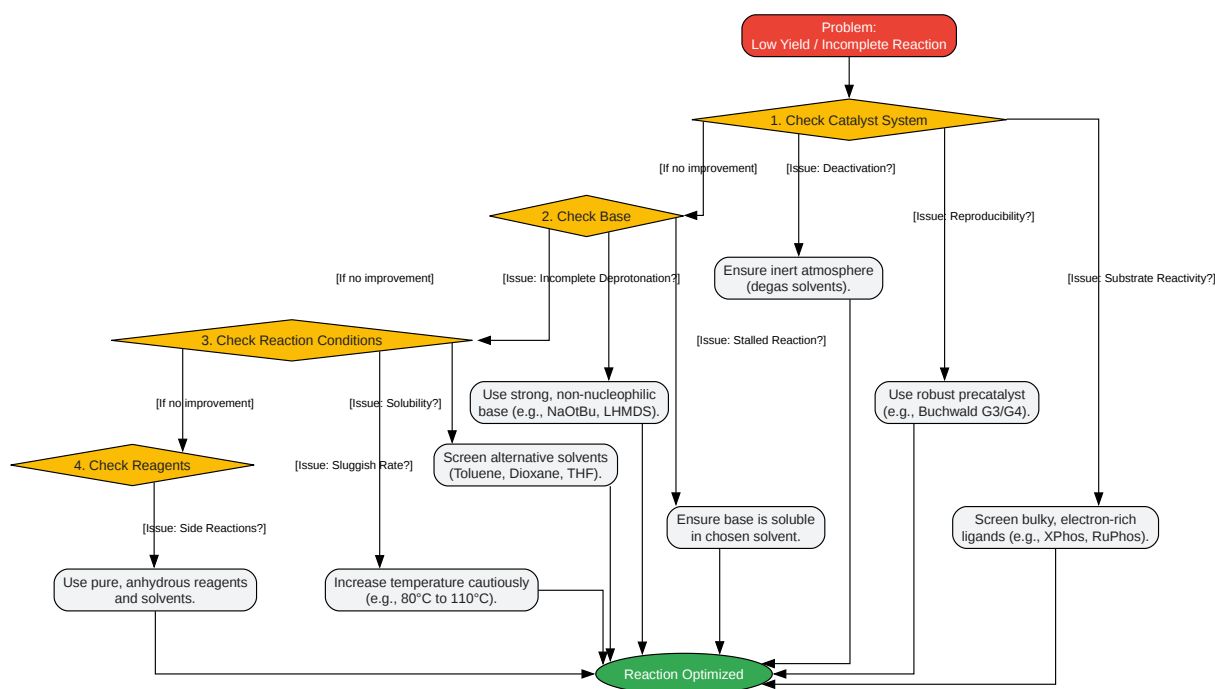 Problem:
Low Yield / Incomplete Reaction
1. Check Catalyst System
[If no improvement]
[Issue: Deactivation?]
2. Check Base
[Issue: Reproducibility?]
Ensure inert atmosphere
(degas solvents).
[If no improvement]
[Issue: Incomplete Deprotonation?]
[Issue: Substrate Reactivity?]
3. Check Reaction Conditions
[Issue: Stalled Reaction?]
Use strong, non-nucleophilic
base (e.g., NaOtBu, LHMDS).
Use robust precatalyst
(e.g., Buchwald G3/G4).
[If no improvement]
[Issue: Solubility?]
4. Check Reagents
[Issue: Sluggish Rate?]
Screen alternative solvents
(Toluene, Dioxane, THF).
[Issue: Side Reactions?]
Ensure base is soluble
in chosen solvent.
Screen bulky, electron-rich
ligands (e.g., XPhos, RuPhos).
Use pure, anhydrous reagents
and solvents.
Increase temperature cautiously
(e.g., 80°C to 110°C).
Reaction Optimized